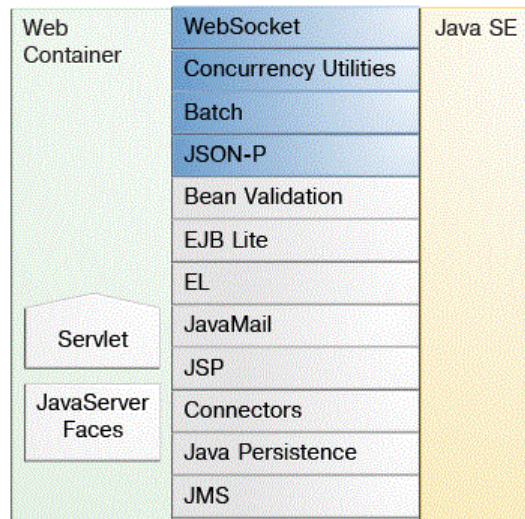 Web
Container
Servlet
JavaServer
Faces
WebSocket
Concurrency Utilities
Batch
JSON-P
Bean Validation
EJB Lite
EL
JavaMail
JSP
Connectors
Java Persistence
JMS
Java SE